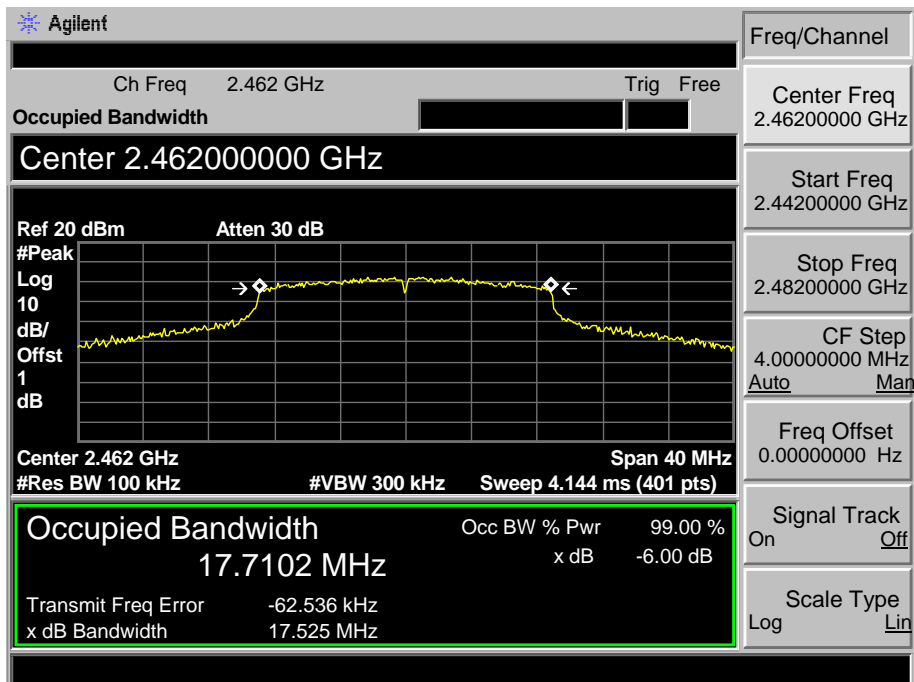 Agilent
Freq/Channel
Ch Freq 2.462 GHz Trig Free
Occupied Bandwidth
Center 2.462000000 GHz
Ref 20 dBm Atten 30 dB
#Peak
Log
10
dB/
Offst
1
dB
Center 2.462 GHz Span 40 MHz
#Res BW 100 kHz #VBW 300 kHz Sweep 4.144 ms (401 pts)
Occupied Bandwidth
17.7102 MHz
Occ BW % Pwr 99.00 %
x dB -6.00 dB
Transmit Freq Error -62.536 kHz
x dB Bandwidth 17.525 MHz
Center Freq
2.46200000 GHz
Start Freq
2.44200000 GHz
Stop Freq
2.48200000 GHz
CF Step
4.00000000 MHz
Auto Man
Freq Offset
0.00000000 Hz
Signal Track
On Off
Scale Type
Log Lin